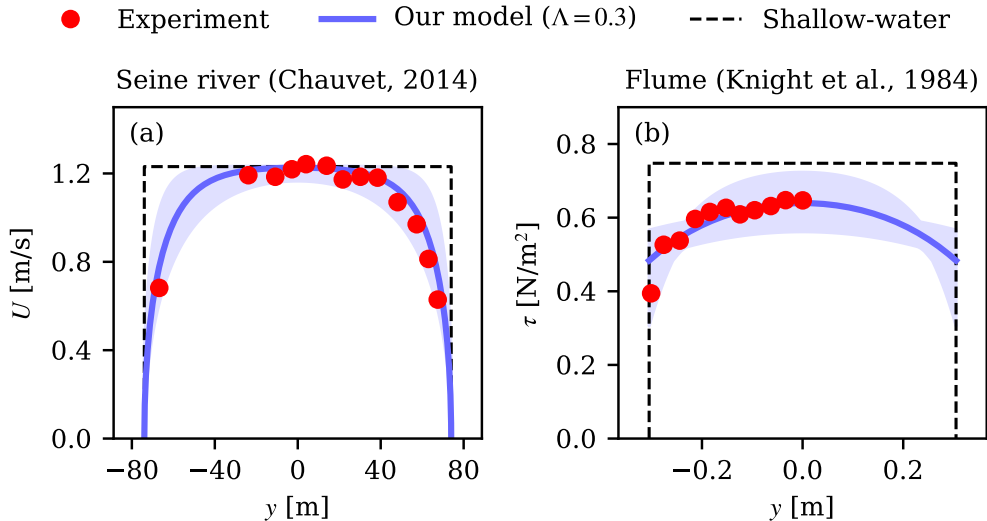 Experiment
Our model (Λ=0.3)
Shallow-water
Seine river (Chauvet, 2014)
Flume (Knight et al., 1984)
(a)
(b)
U [m/s]
1.2
0.8
0.4
0.0
−80
−40
0
40
80
y [m]
τ [N/m²]
0.8
0.6
0.4
0.2
0.0
−0.2
0.0
0.2
y [m]